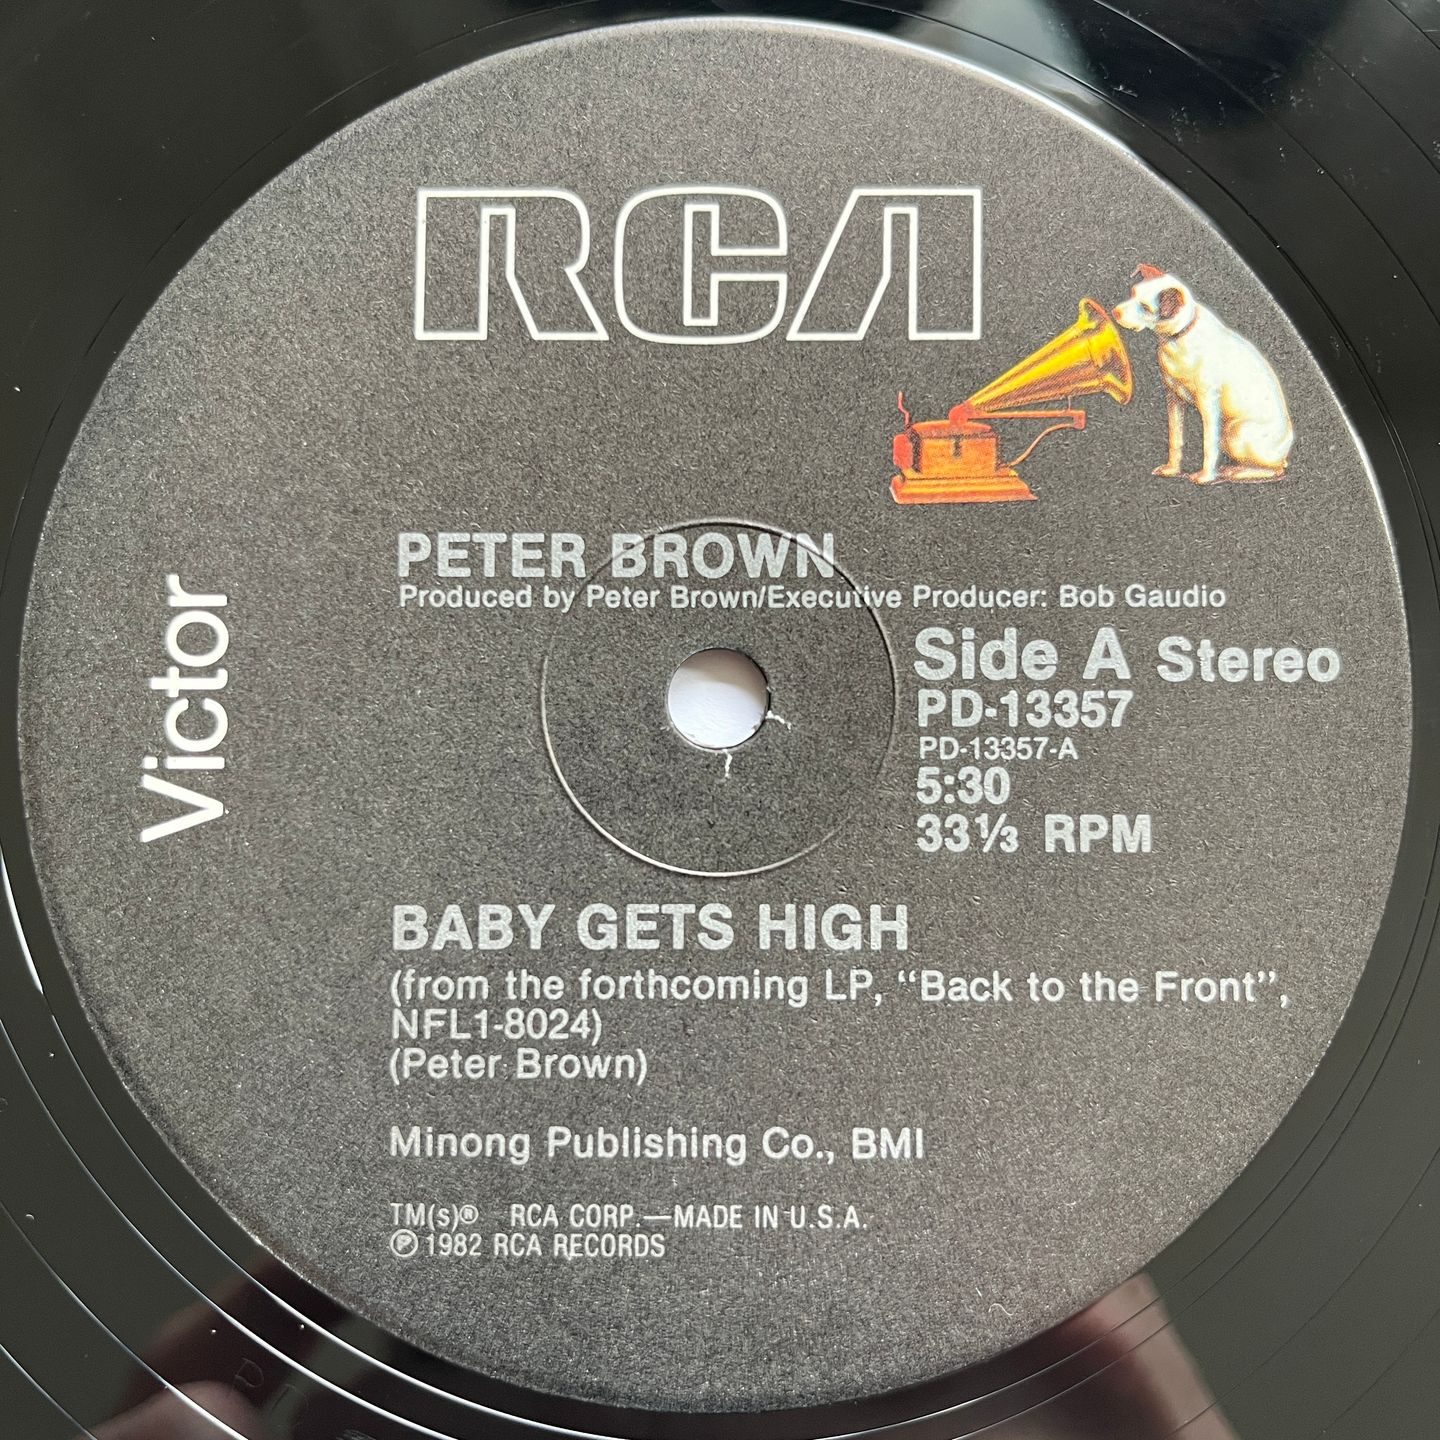 RCA
Victor
PETER BROWN
Produced by Peter Brown/Executive Producer: Bob Gaudio
Side A Stereo
PD-13357
PD-13357-A
5:30
33⅓ RPM
BABY GETS HIGH
(from the forthcoming LP, “Back to the Front”,
NFL1-8024)
(Peter Brown)
Minong Publishing Co., BMI
TM(s)® RCA CORP.—MADE IN U.S.A.
℗ 1982 RCA RECORDS